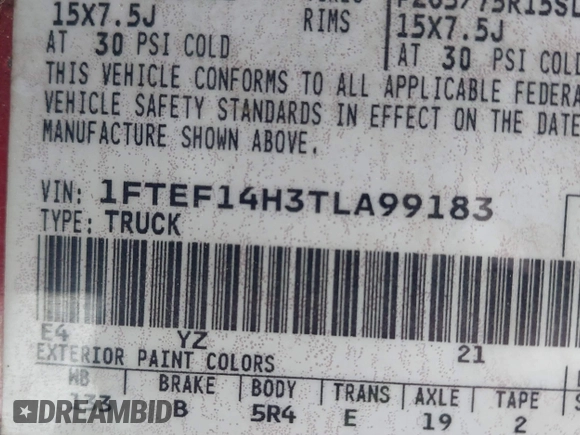 15X7.5J
RIMS
15X7.5J
AT 30 PSI COLD
AT 30 PSI COLD
THIS VEHICLE CONFORMS TO ALL APPLICABLE FEDERA
VEHICLE SAFETY STANDARDS IN EFFECT ON THE DATE
MANUFACTURE SHOWN ABOVE.
VIN: 1FTEF14H3TLA99183
TYPE: TRUCK
E4 YZ 21
EXTERIOR PAINT COLORS
WB BRAKE BODY TRANS AXLE TAPE
133 B 5R4 E 19 2
DREAMBID